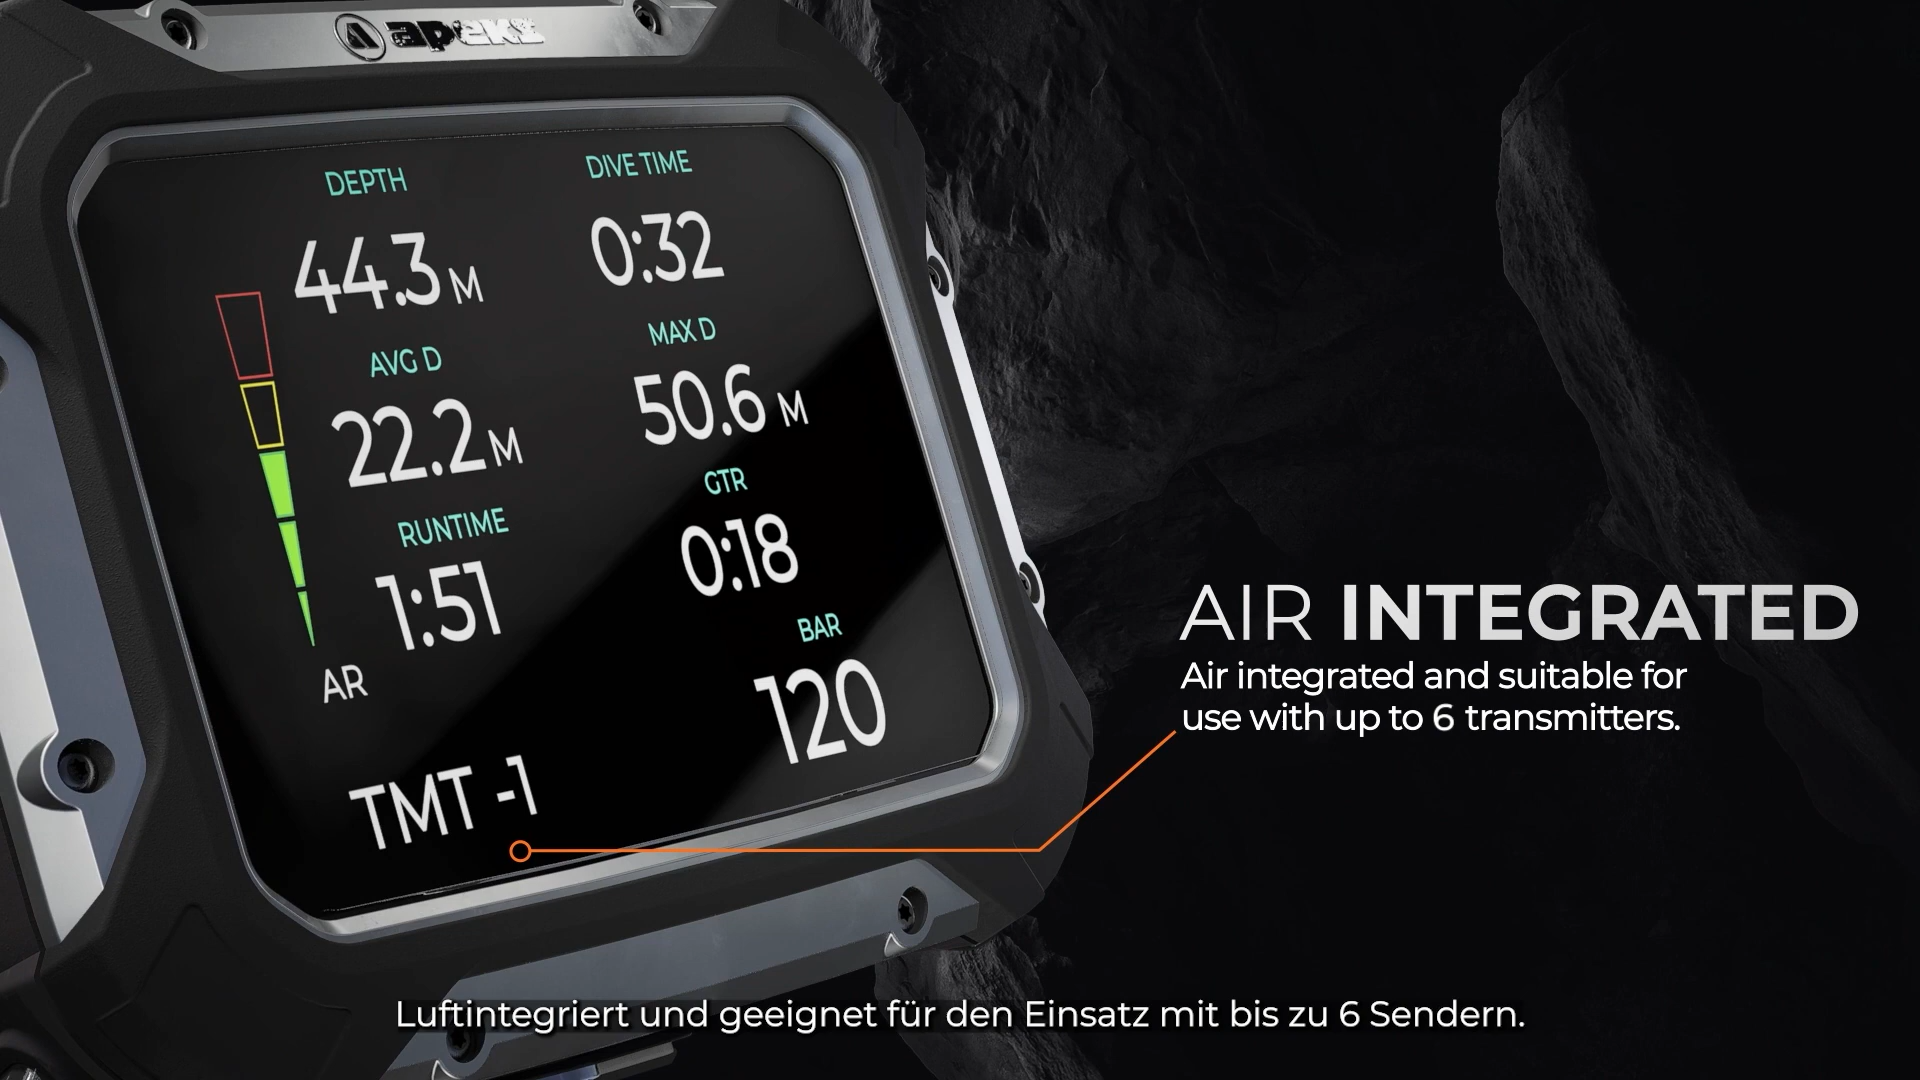 apeks
DEPTH
44.3 M
DIVE TIME
0:32
AVG D
22.2 M
MAX D
50.6 M
RUNTIME
1:51
GTR
0:18
AR
BAR
120
TMT -1
AIR INTEGRATED
Air integrated and suitable for
use with up to 6 transmitters.
Luftintegriert und geeignet für den Einsatz mit bis zu 6 Sendern.